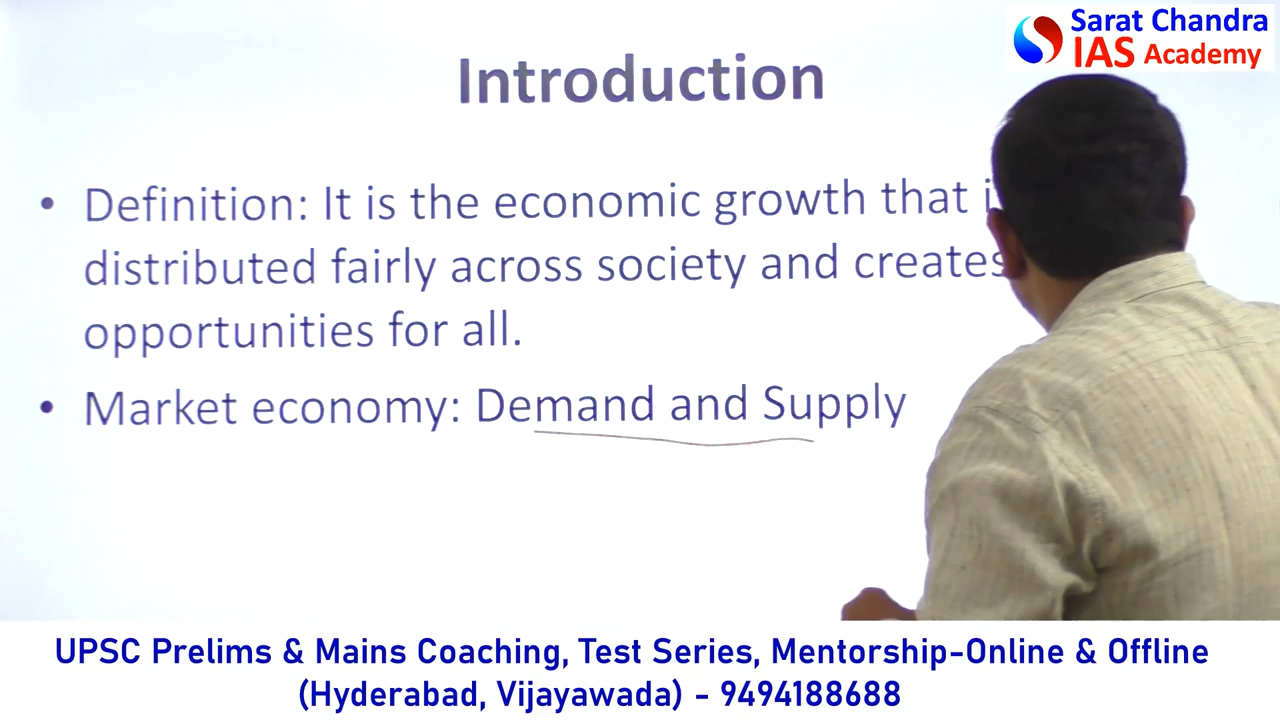 Sarat Chandra
IAS Academy
Introduction
• Definition: It is the economic growth that
distributed fairly across society and creates
opportunities for all.
• Market economy: Demand and Supply
UPSC Prelims & Mains Coaching, Test Series, Mentorship-Online & Offline
(Hyderabad, Vijayawada) - 9494188688